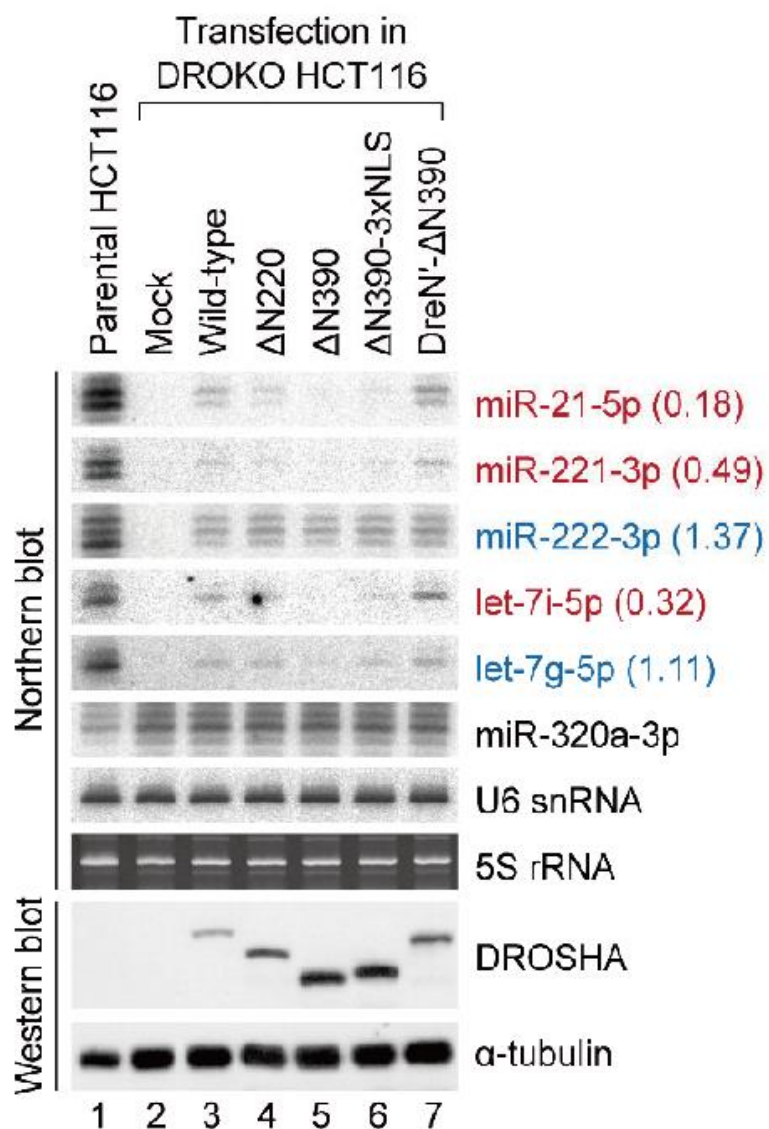 Transfection in
DROKO HCT116
Parental HCT116
Mock
Wild-type
ΔN220
ΔN390
ΔN390-3xNLS
DreN'-ΔN390
Northern blot
miR-21-5p (0.18)
miR-221-3p (0.49)
miR-222-3p (1.37)
let-7i-5p (0.32)
let-7g-5p (1.11)
miR-320a-3p
U6 snRNA
5S rRNA
Western blot
DROSHA
α-tubulin
1 2 3 4 5 6 7